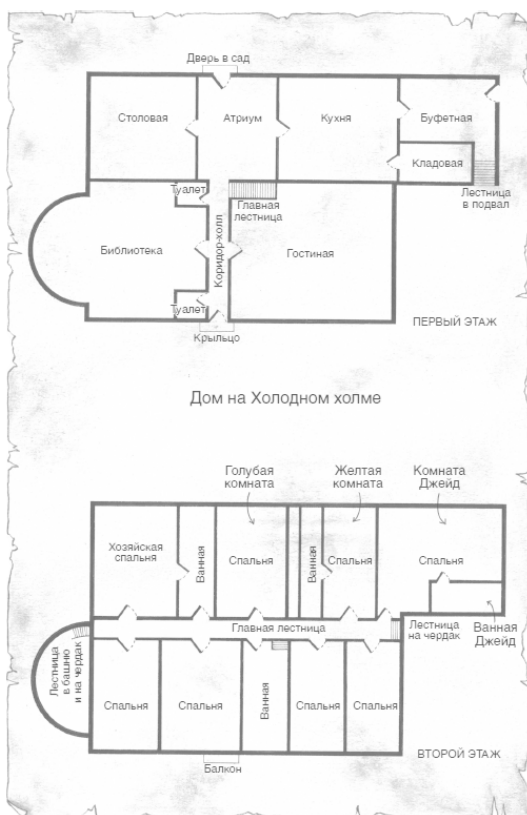 Дверь в сад
Столовая
Атриум
Кухня
Буфетная
Кладовая
Туалет
Главная
лестница
Лестница
в подвал
Библиотека
Коридор-холл
Гостиная
Туалет
Крыльцо
ПЕРВЫЙ ЭТАЖ
Дом на Холодном холме
Голубая
комната
Желтая
комната
Комната
Джейд
Хозяйская
спальня
Ванная
Спальня
Ванная
Спальня
Спальня
Главная лестница
Лестница
на чердак
Ванная
Джейд
Лестница
в башню
и на чердак
Спальня
Спальня
Ванная
Спальня
Спальня
Балкон
ВТОРОЙ ЭТАЖ